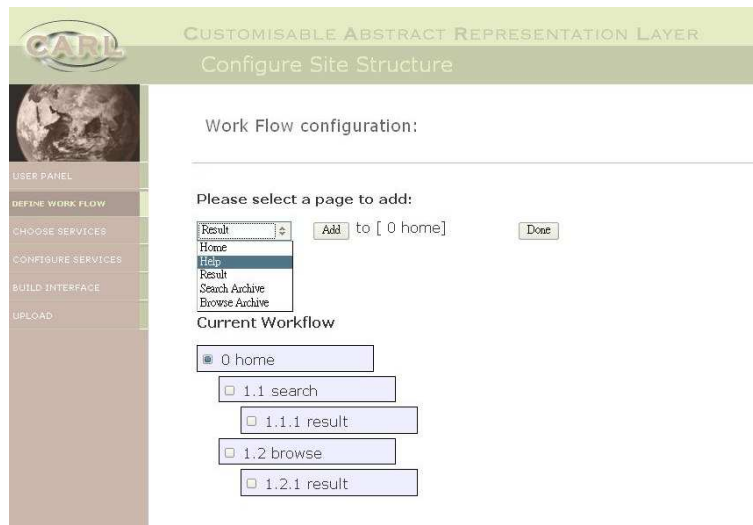 CARL
CUSTOMISABLE ABSTRACT REPRESENTATION LAYER
Configure Site Structure
USER PANEL
DEFINE WORK FLOW
CHOOSE SERVICES
CONFIGURE SERVICES
BUILD INTERFACE
UPLOAD
Work Flow configuration:
Please select a page to add:
Result Add to [ 0 home] Done
Home
Help
Result
Search Archive
Browse Archive
Current Workflow
0 home
1.1 search
1.1.1 result
1.2 browse
1.2.1 result